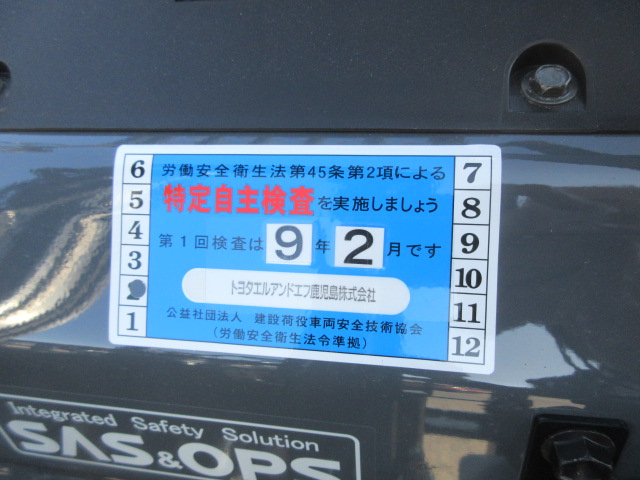 労働安全衛生法第45条第2項による
特定自主検査を実施しましょう
第1回検査は9年2月です
トヨタエルアンドエフ鹿児島株式会社
公益社団法人 建設荷役車両安全技術協会
(労働安全衛生法令準拠)
6
5
4
3
1
7
8
9
10
11
12
Integrated Safety Solution
SAS&OPS